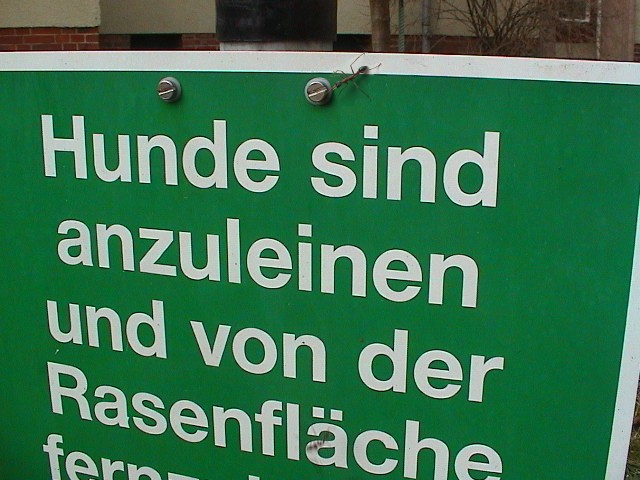 Hunde sind
anzuleinen
und von der
Rasenfläche